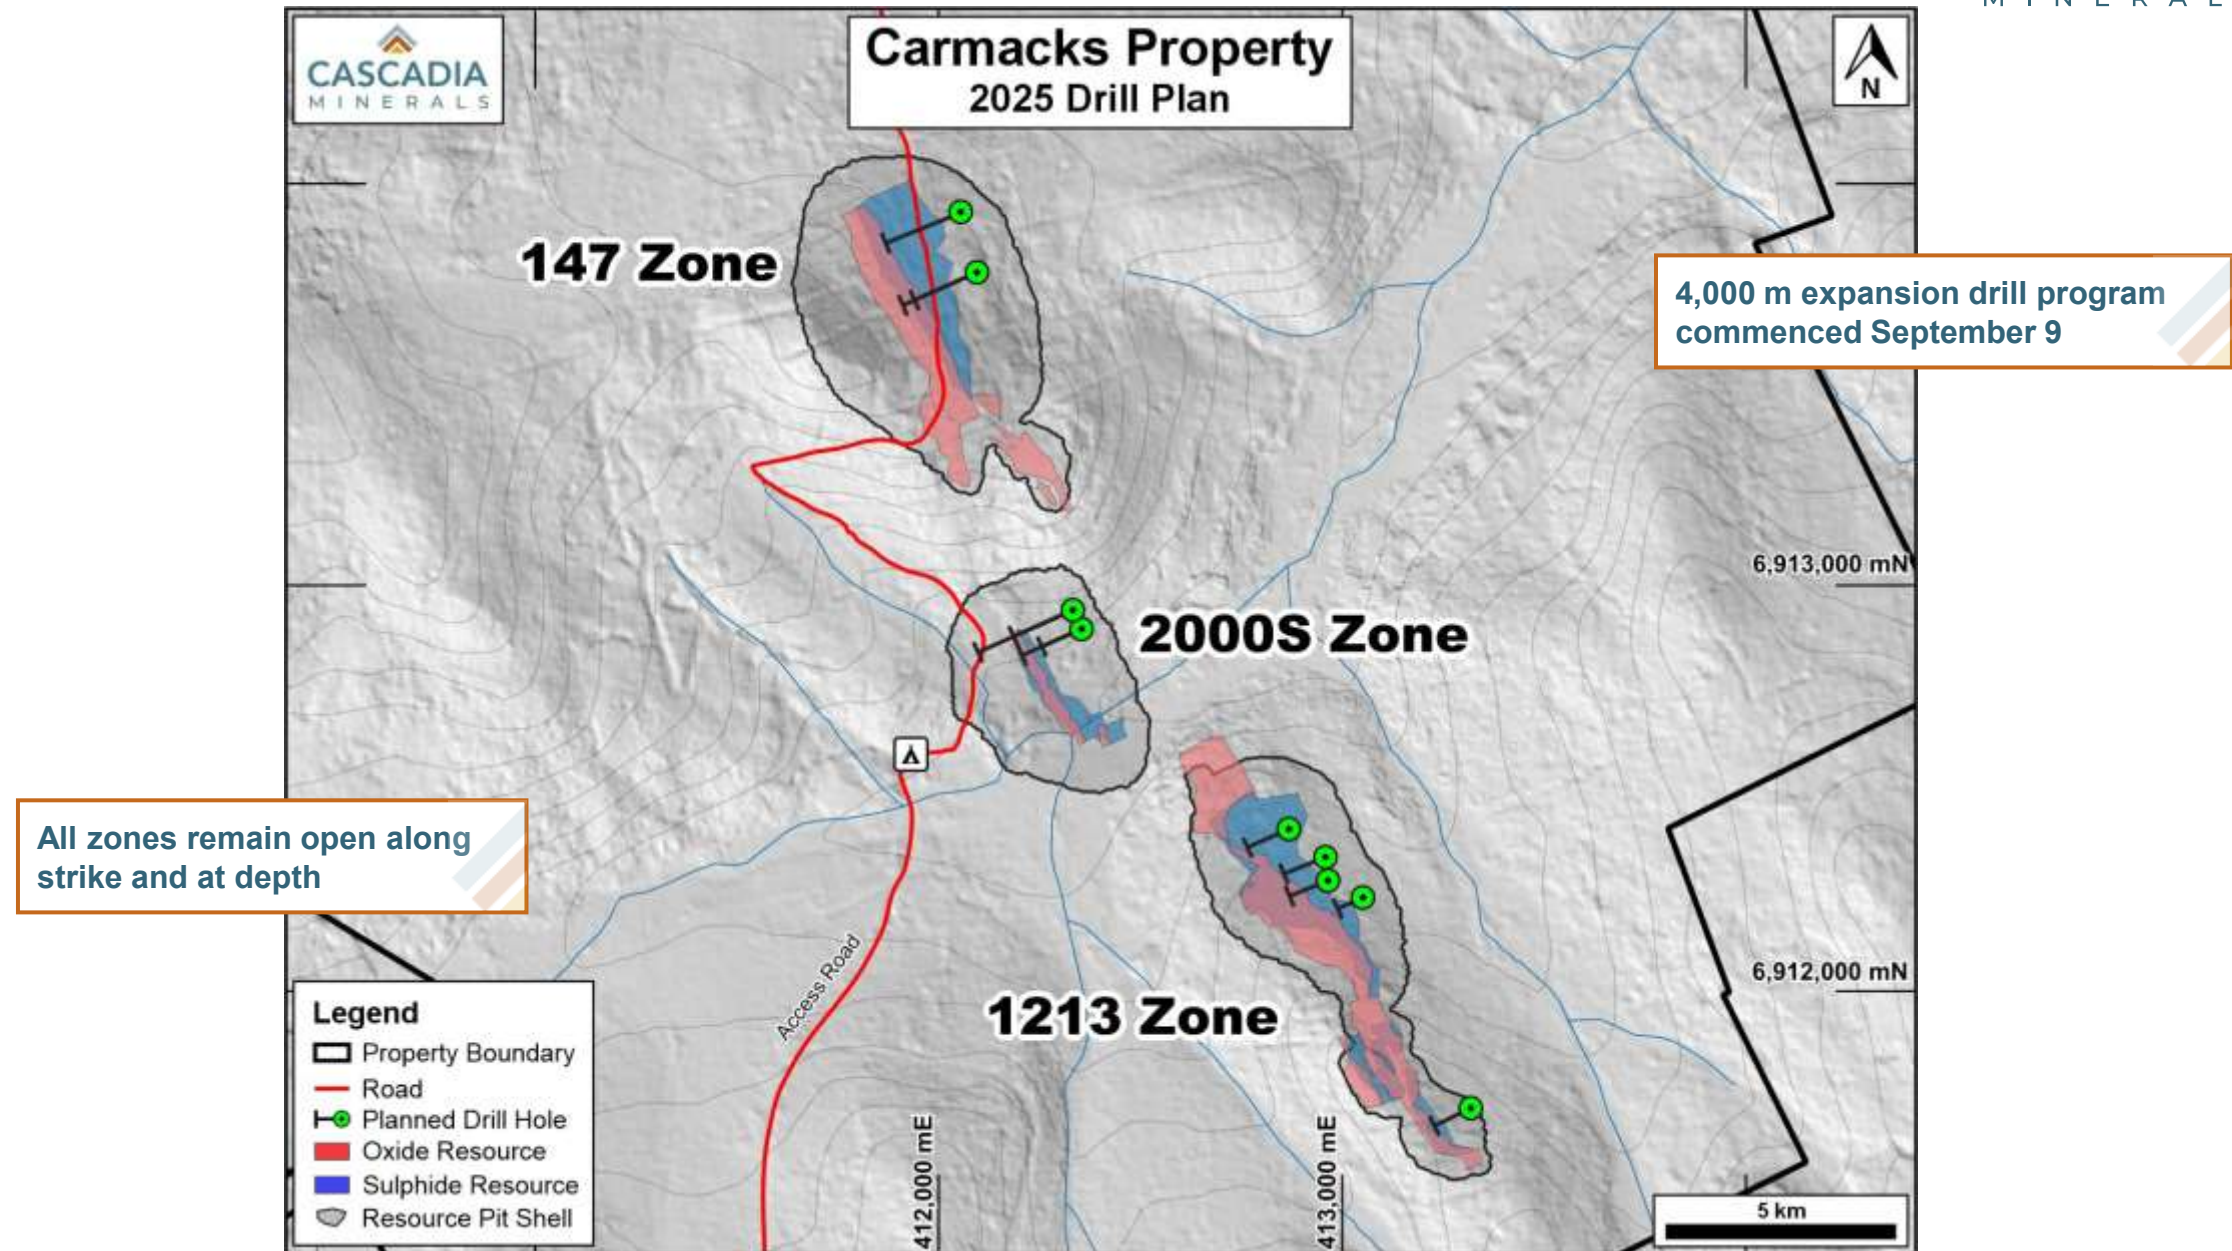 MINERAL
CASCADIA
MINERALS
Carmacks Property
2025 Drill Plan
N
147 Zone
4,000 m expansion drill program
commenced September 9
6,913,000 mN
2000S Zone
All zones remain open along
strike and at depth
Access Road
6,912,000 mN
1213 Zone
Legend
Property Boundary
Road
Planned Drill Hole
Oxide Resource
Sulphide Resource
Resource Pit Shell
412,000 mE
413,000 mE
5 km